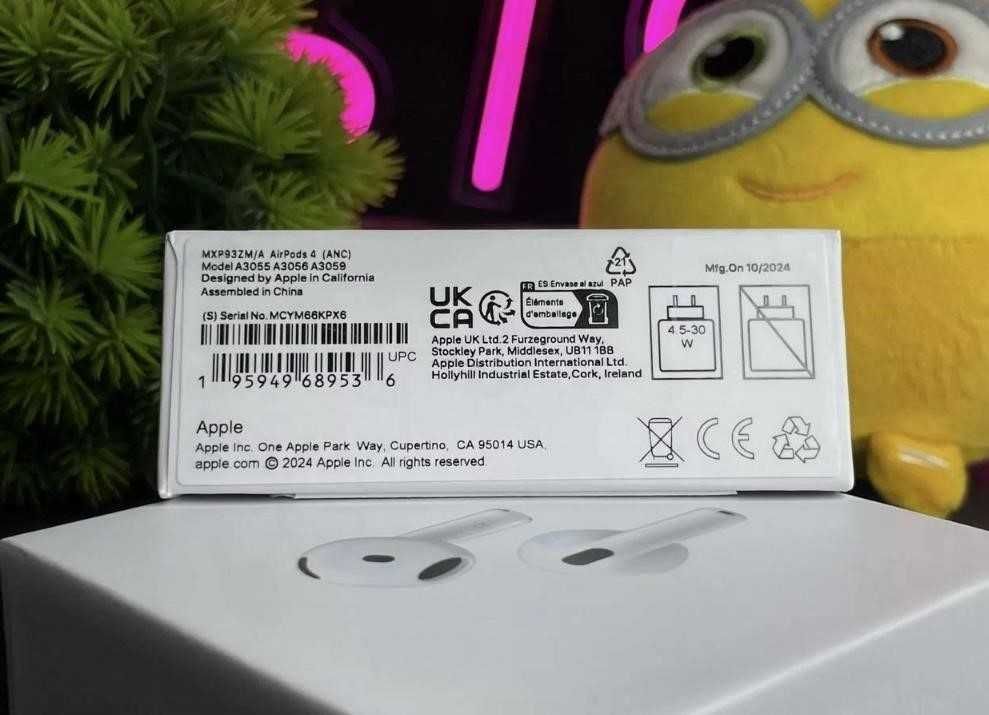 MXP93ZM/A AirPods 4 (ANC)
Model A3055 A3056 A3059
Designed by Apple in California
Assembled in China
(S) Serial No. MCYM66KPX6
UPC
1 95949 68953 6
Apple
Apple Inc. One Apple Park Way, Cupertino, CA 95014 USA.
apple.com © 2024 Apple Inc. All rights reserved.
UK
CA
FR ES Envase al azul
Éléments
d'emballage
21
PAP
Apple UK Ltd.2 Furzeground Way,
Stockley Park, Middlesex, UB11 1BB
Apple Distribution International Ltd.
Hollyhill Industrial Estate,Cork, Ireland
Mfg.On 10/2024
4.5-30
W
CE